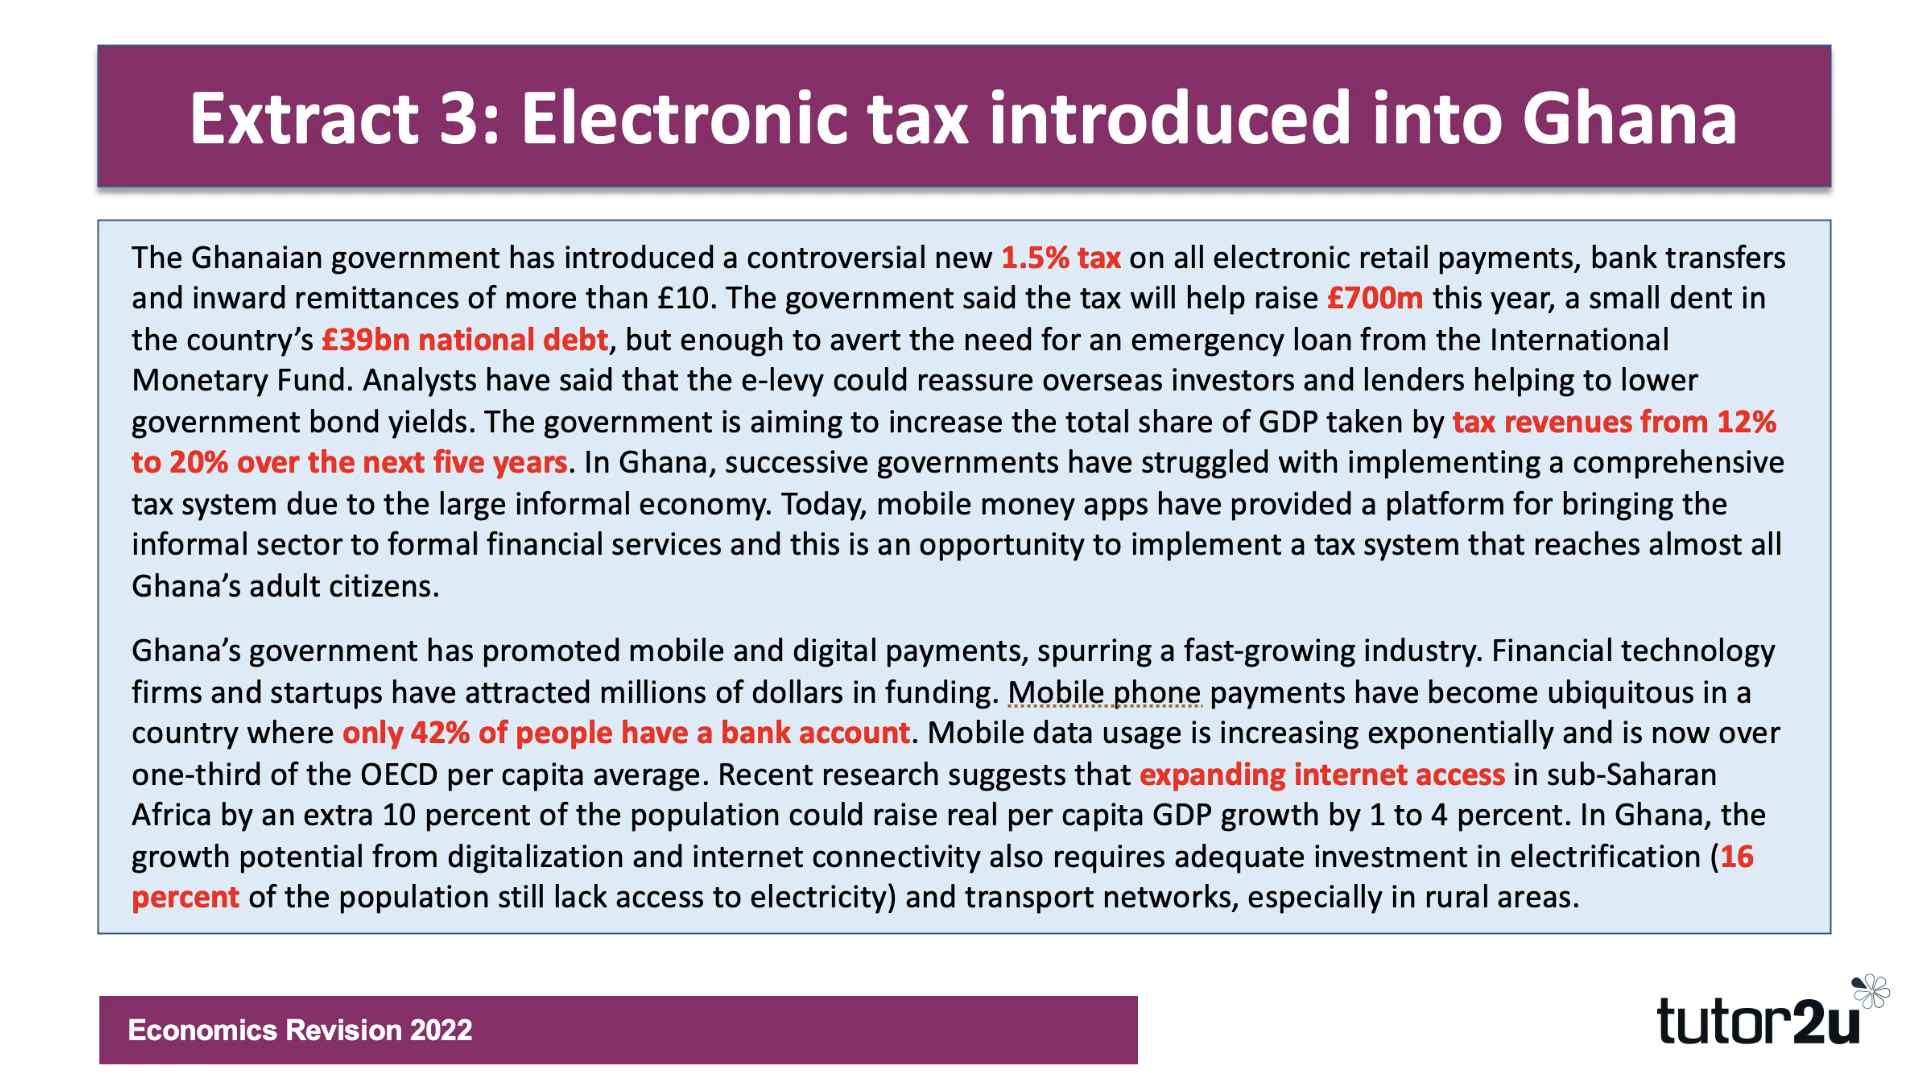 Extract 3: Electronic tax introduced into Ghana
The Ghanaian government has introduced a controversial new 1.5% tax on all electronic retail payments, bank transfers
and inward remittances of more than £10. The government said the tax will help raise £700m this year, a small dent in
the country’s £39bn national debt, but enough to avert the need for an emergency loan from the International
Monetary Fund. Analysts have said that the e-levy could reassure overseas investors and lenders helping to lower
government bond yields. The government is aiming to increase the total share of GDP taken by tax revenues from 12%
to 20% over the next five years. In Ghana, successive governments have struggled with implementing a comprehensive
tax system due to the large informal economy. Today, mobile money apps have provided a platform for bringing the
informal sector to formal financial services and this is an opportunity to implement a tax system that reaches almost all
Ghana’s adult citizens.
Ghana’s government has promoted mobile and digital payments, spurring a fast-growing industry. Financial technology
firms and startups have attracted millions of dollars in funding. Mobile phone payments have become ubiquitous in a
country where only 42% of people have a bank account. Mobile data usage is increasing exponentially and is now over
one-third of the OECD per capita average. Recent research suggests that expanding internet access in sub-Saharan
Africa by an extra 10 percent of the population could raise real per capita GDP growth by 1 to 4 percent. In Ghana, the
growth potential from digitalization and internet connectivity also requires adequate investment in electrification (16
percent of the population still lack access to electricity) and transport networks, especially in rural areas.
Economics Revision 2022
tutor2u